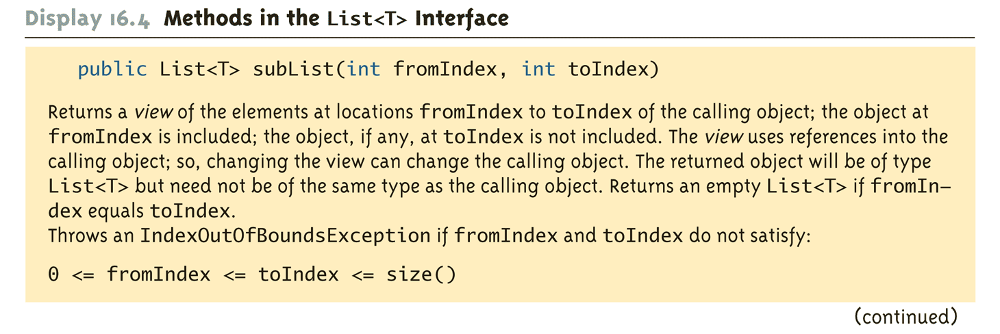 Display 16.4 Methods in the List<T> Interface
public List<T> subList(int fromIndex, int toIndex)
Returns a view of the elements at locations fromIndex to toIndex of the calling object; the object at
fromIndex is included; the object, if any, at toIndex is not included. The view uses references into the
calling object; so, changing the view can change the calling object. The returned object will be of type
List<T> but need not be of the same type as the calling object. Returns an empty List<T> if fromIn–
dex equals toIndex.
Throws an IndexOutOfBoundsException if fromIndex and toIndex do not satisfy:
0 <= fromIndex <= toIndex <= size()
(continued)